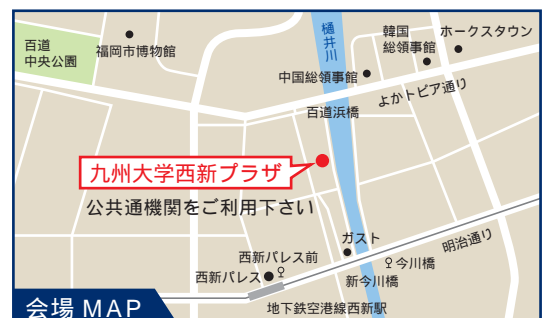 百道
中央公園
福岡市博物館
樋井川
韓国
総領事館
ホークスタウン
中国総領事館
よかトピア通り
百道浜橋
九州大学西新プラザ
公共通機関をご利用下さい
ガスト
明治通り
西新パレス前
今川橋
西新パレス
新今川橋
地下鉄空港線西新駅
会場 MAP